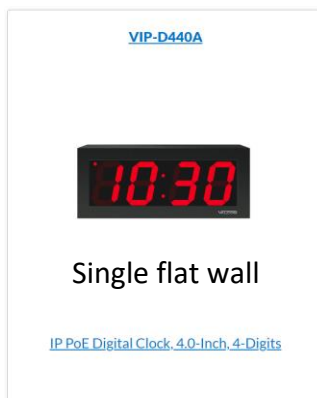 VIP-D440A
10:30
Single flat wall
IP PoE Digital Clock, 4.0-Inch, 4-Digits